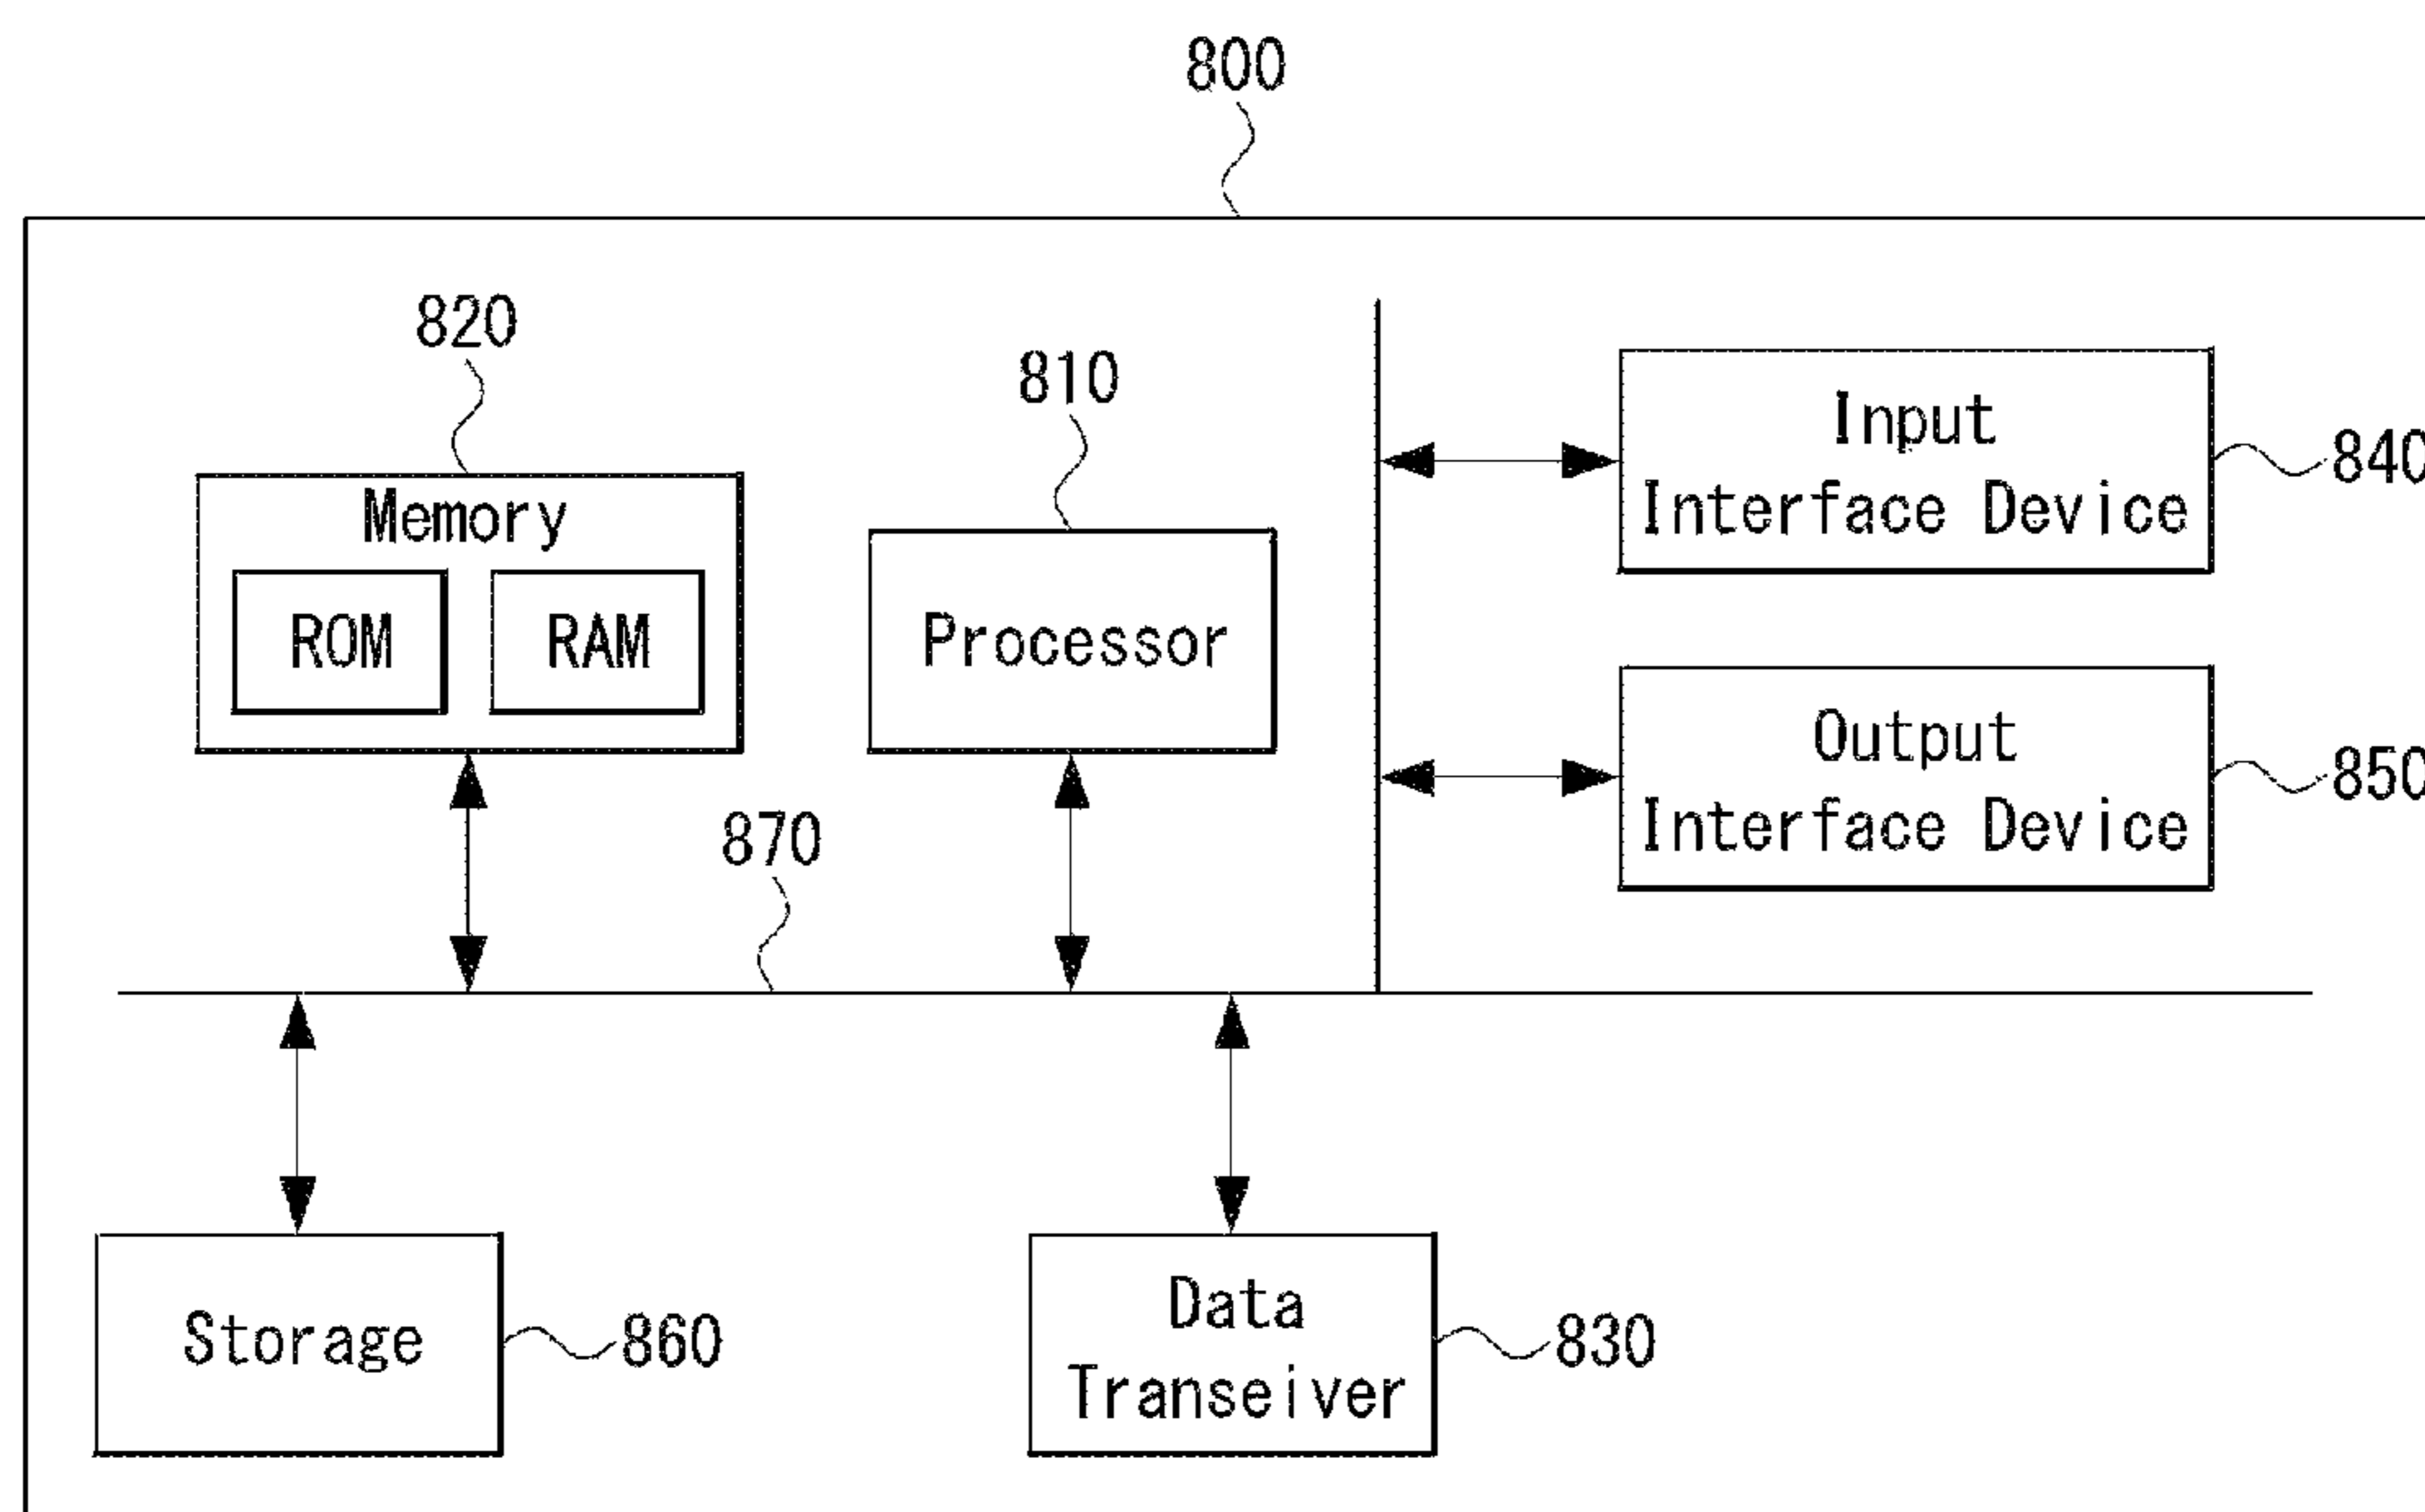 800
820
810
Memory
ROM
RAM
Processor
Input
Interface Device
840
Output
Interface Device
850
870
Storage
860
Data
Transeiver
830